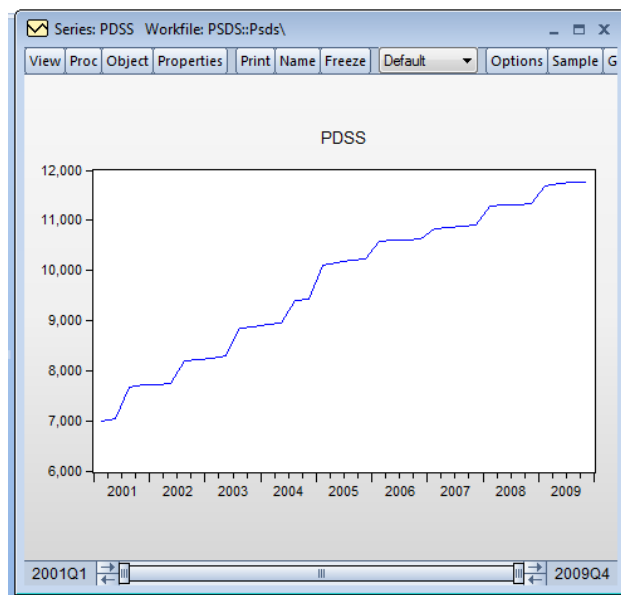 Series: PDSS Workfile: PSDS::Psds\
View Proc Object Properties Print Name Freeze Default Options Sample G
PDSS
12,000
11,000
10,000
9,000
8,000
7,000
6,000
2001 2002 2003 2004 2005 2006 2007 2008 2009
2001Q1 2009Q4